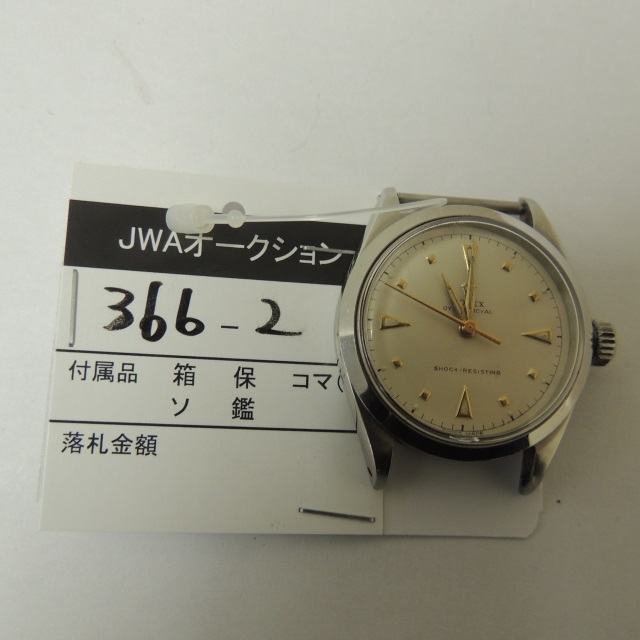 JWAオークション
366-2
付属品 箱 保 コマ(
ソ 鑑
落札金額
SHOCK-RESISTING